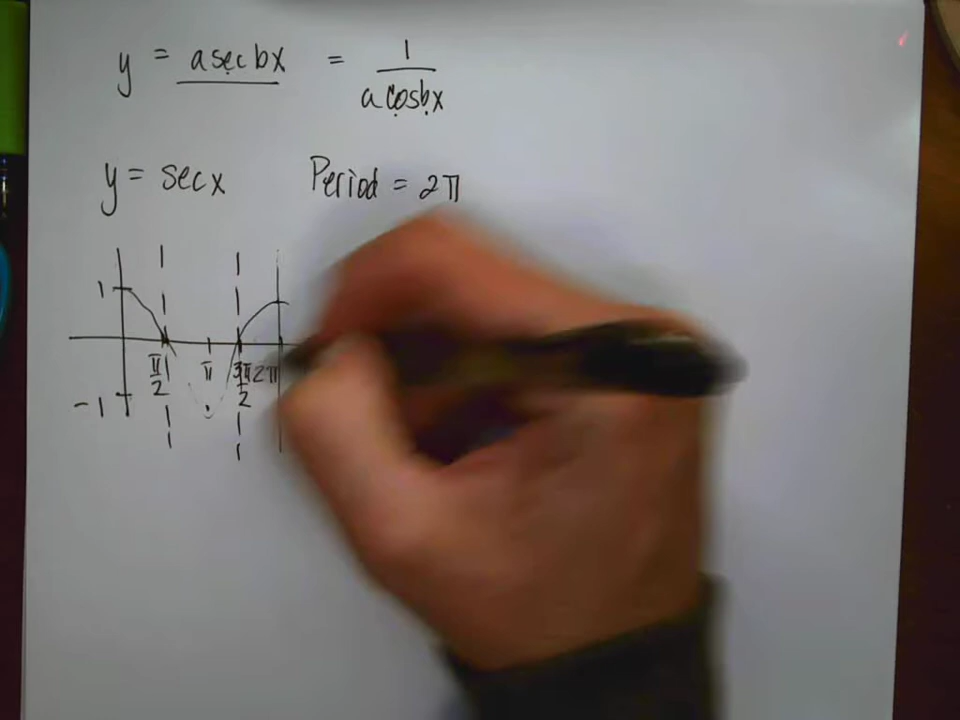 y = a sec bx = 1/(a cos bx)
y = sec x Period = 2π
1
π/2 π 3π/2 2π
-1